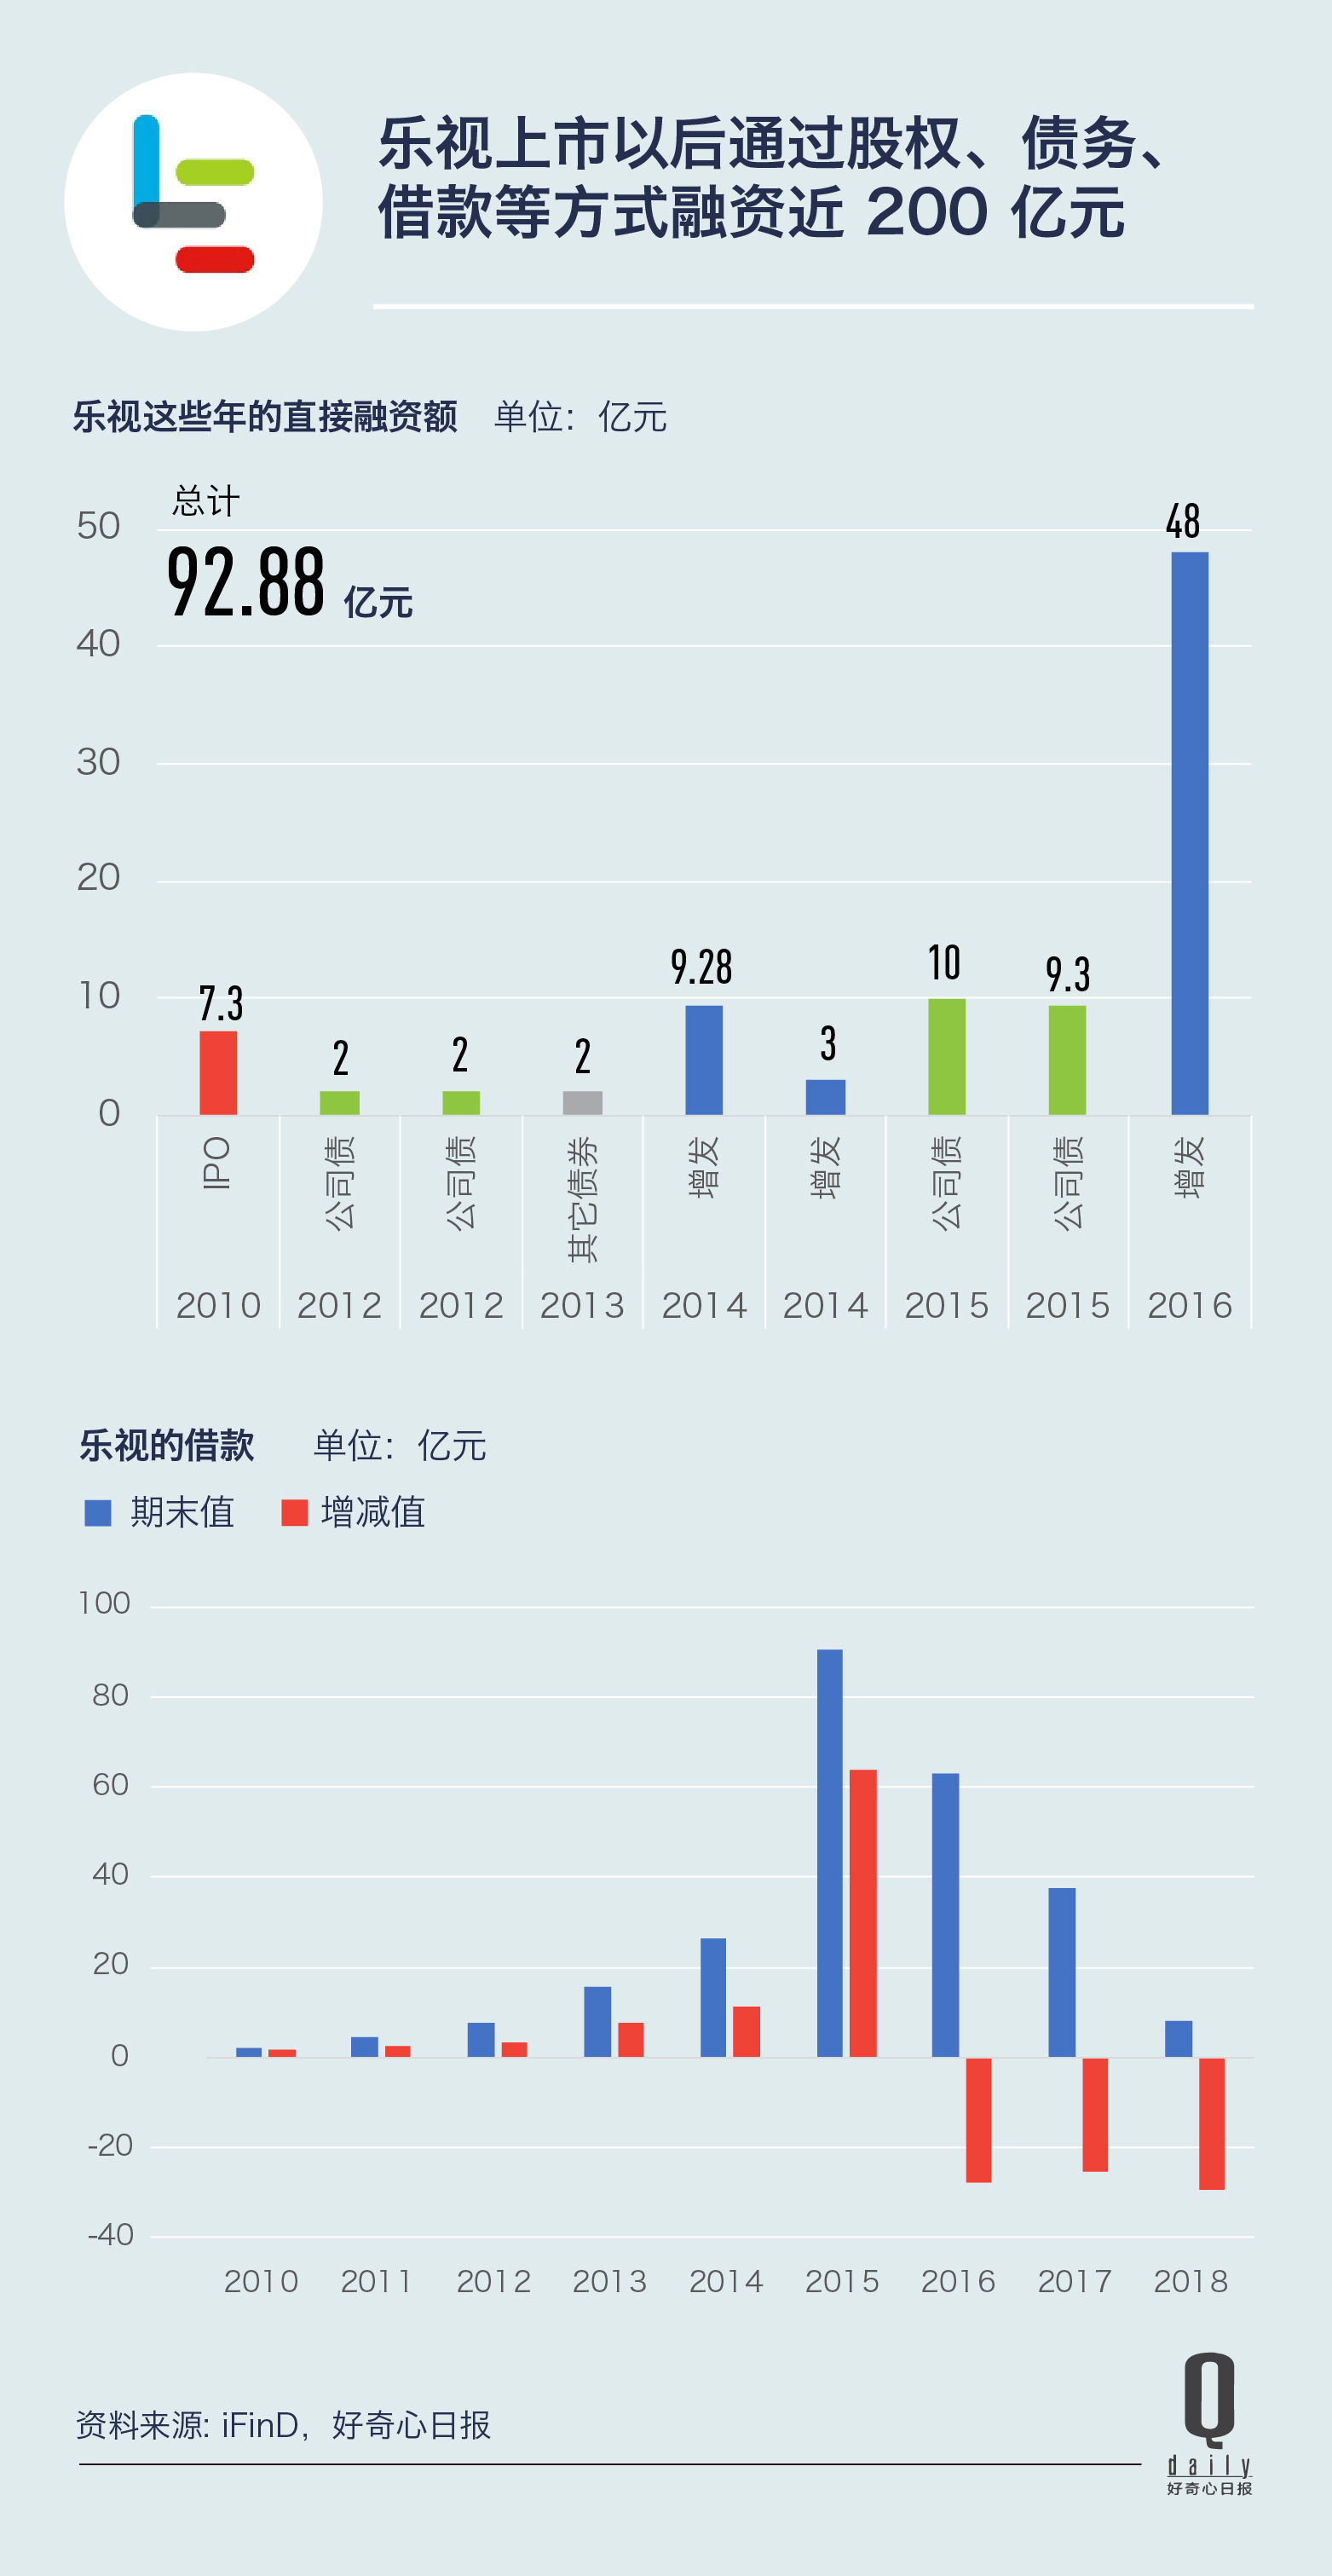 乐视上市以后通过股权、债务、
借款等方式融资近 200 亿元
乐视这些年的直接融资额 单位：亿元
总计
92.88 亿元
50
40
30
20
10
0
7.3
2
2
2
9.28
3
10
9.3
48
IPO
公司债
公司债
其它债券
增发
增发
公司债
公司债
增发
2010 2012 2012 2013 2014 2014 2015 2015 2016
乐视的借款 单位：亿元
期末值 增减值
100
80
60
40
20
0
-20
-40
2010 2011 2012 2013 2014 2015 2016 2017 2018
资料来源: iFinD，好奇心日报
Q
daily
好奇心日报